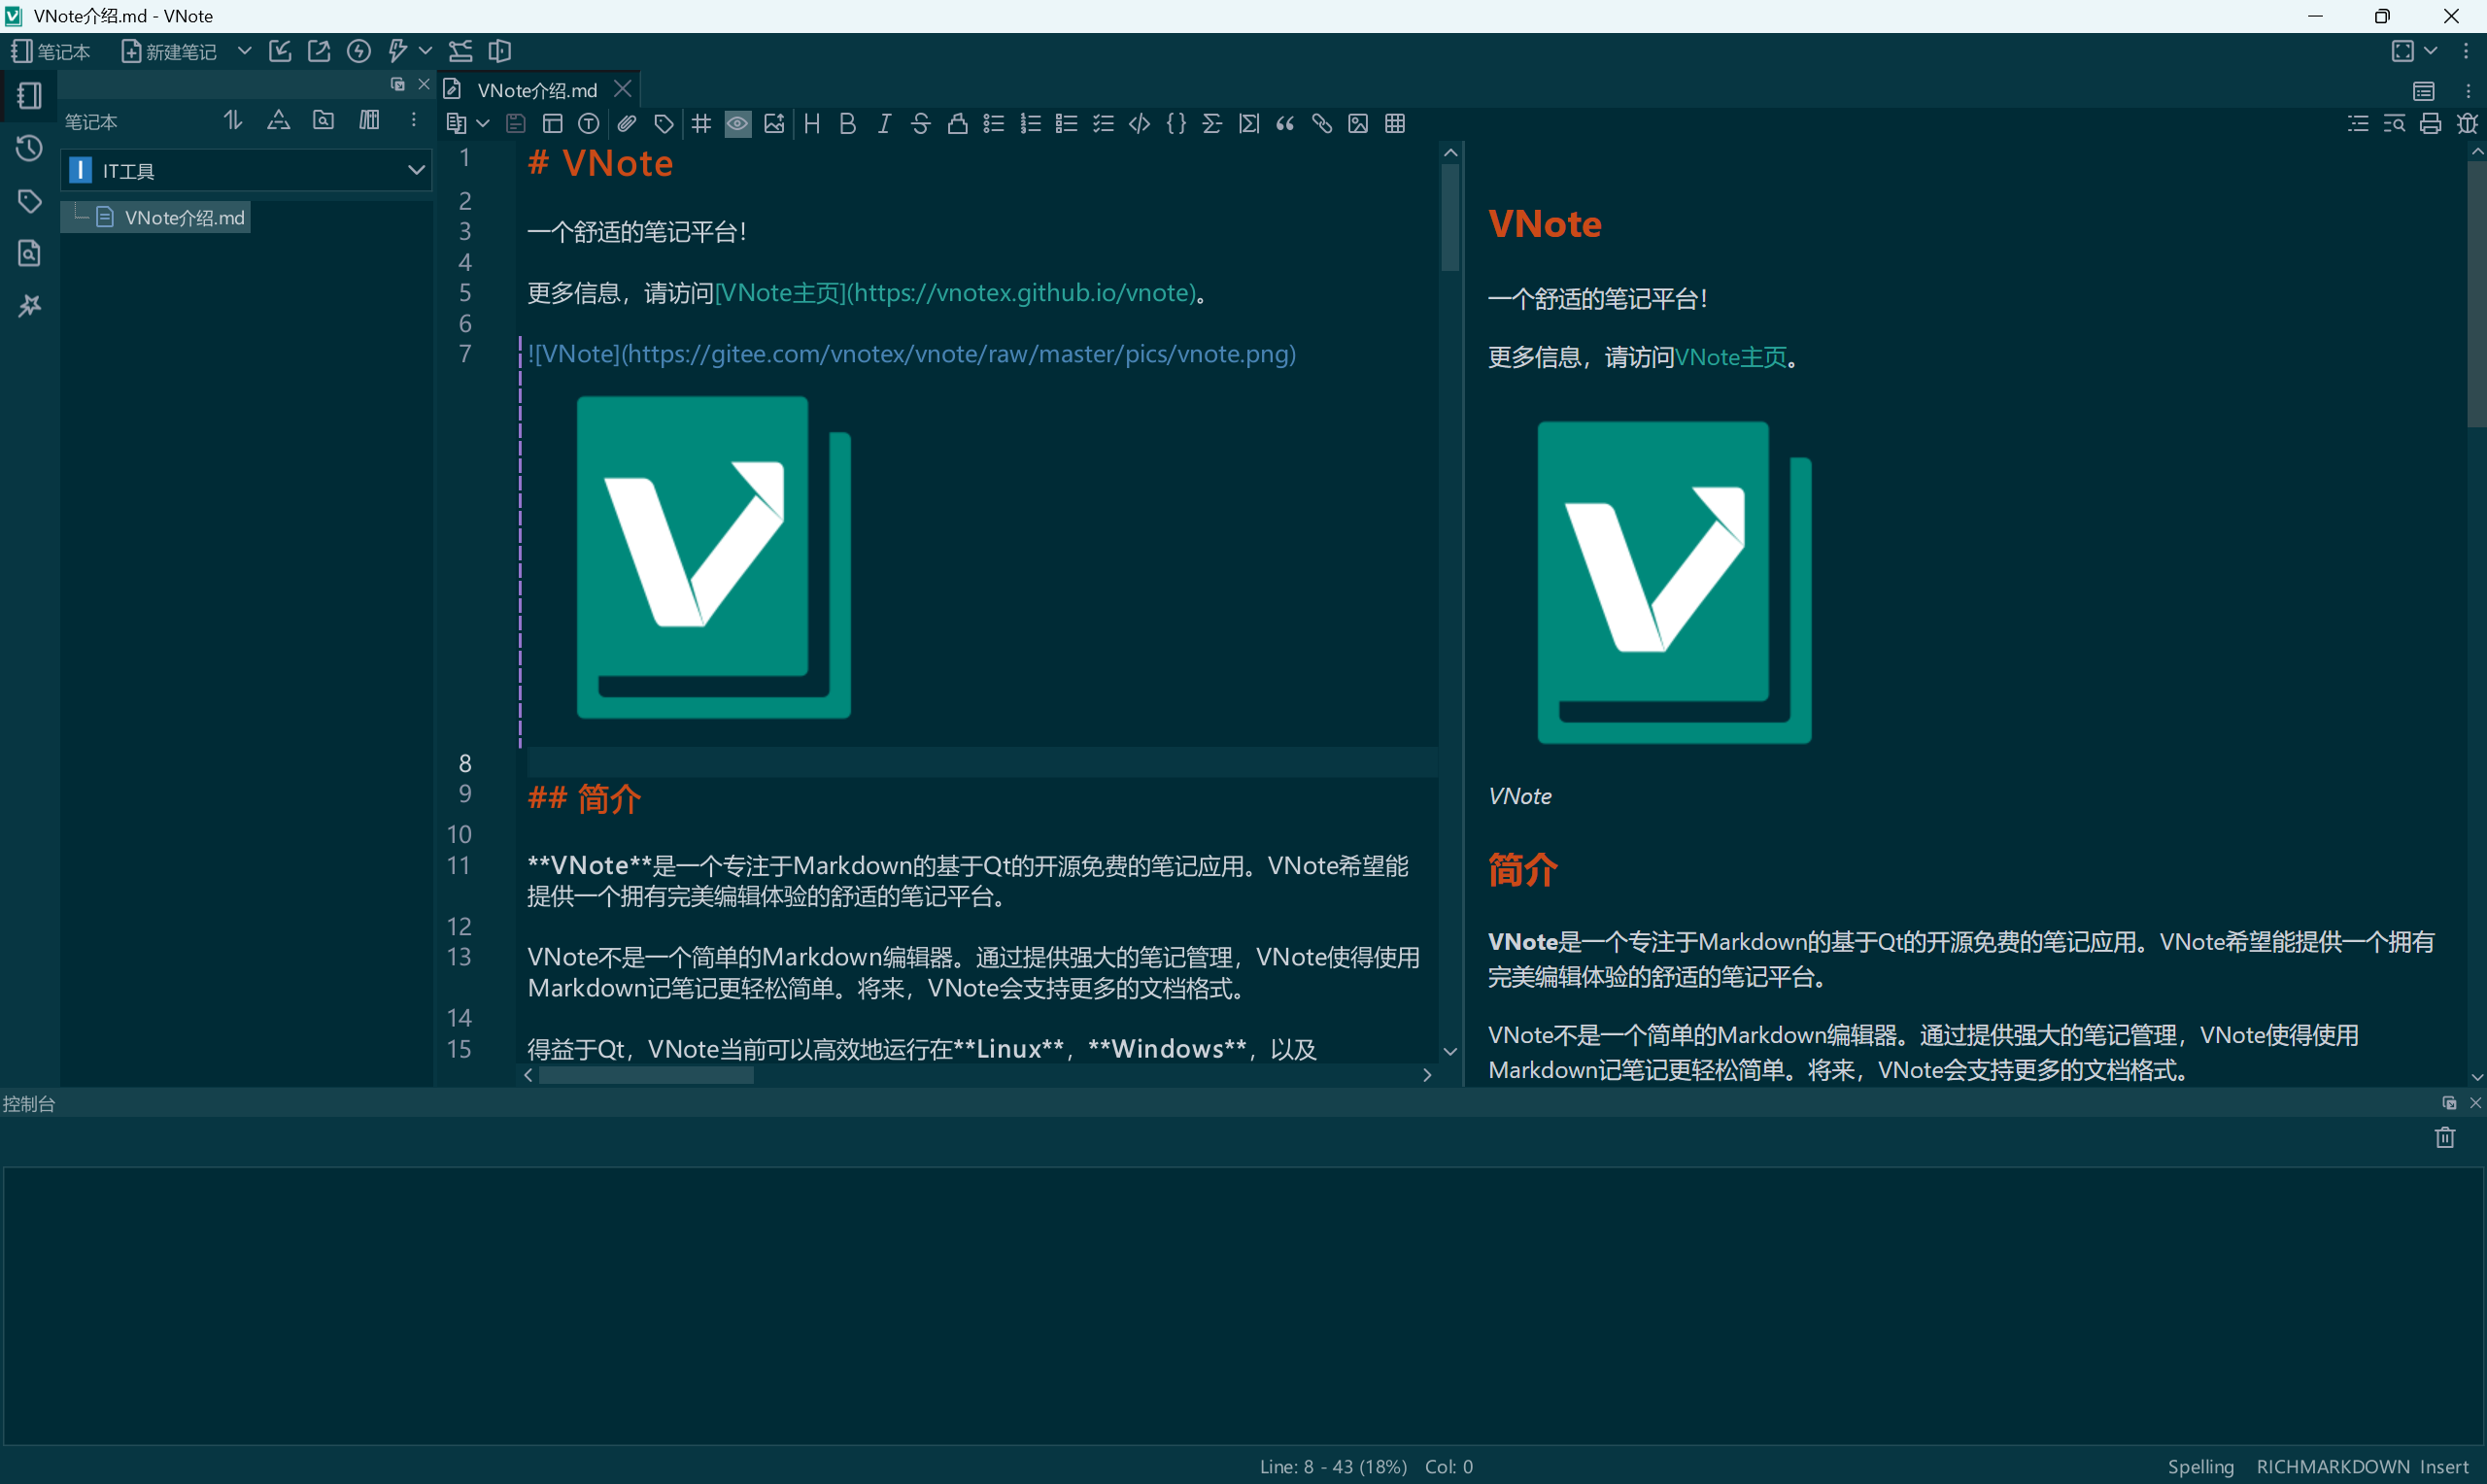 VNote介绍.md - VNote
笔记本
新建笔记
VNote介绍.md
笔记本
IT工具
VNote介绍.md
1 # VNote
2
3 一个舒适的笔记平台!
4
5 更多信息，请访问[VNote主页](https://vnotex.github.io/vnote)。
6
7 ![VNote](https://gitee.com/vnotex/vnote/raw/master/pics/vnote.png)
8
9 ## 简介
10
11 **VNote**是一个专注于Markdown的基于Qt的开源免费的笔记应用。VNote希望能
提供一个拥有完美编辑体验的舒适的笔记平台。
12
13 VNote不是一个简单的Markdown编辑器。通过提供强大的笔记管理，VNote使得使用
Markdown记笔记更轻松简单。将来，VNote会支持更多的文档格式。
14
15 得益于Qt，VNote当前可以高效地运行在**Linux**，**Windows**，以及
VNote
一个舒适的笔记平台!
更多信息，请访问VNote主页。
VNote
简介
VNote是一个专注于Markdown的基于Qt的开源免费的笔记应用。VNote希望能提供一个拥有
完美编辑体验的舒适的笔记平台。
VNote不是一个简单的Markdown编辑器。通过提供强大的笔记管理，VNote使得使用
Markdown记笔记更轻松简单。将来，VNote会支持更多的文档格式。
控制台
Line: 8 - 43 (18%) Col: 0
Spelling RICHMARKDOWN Insert